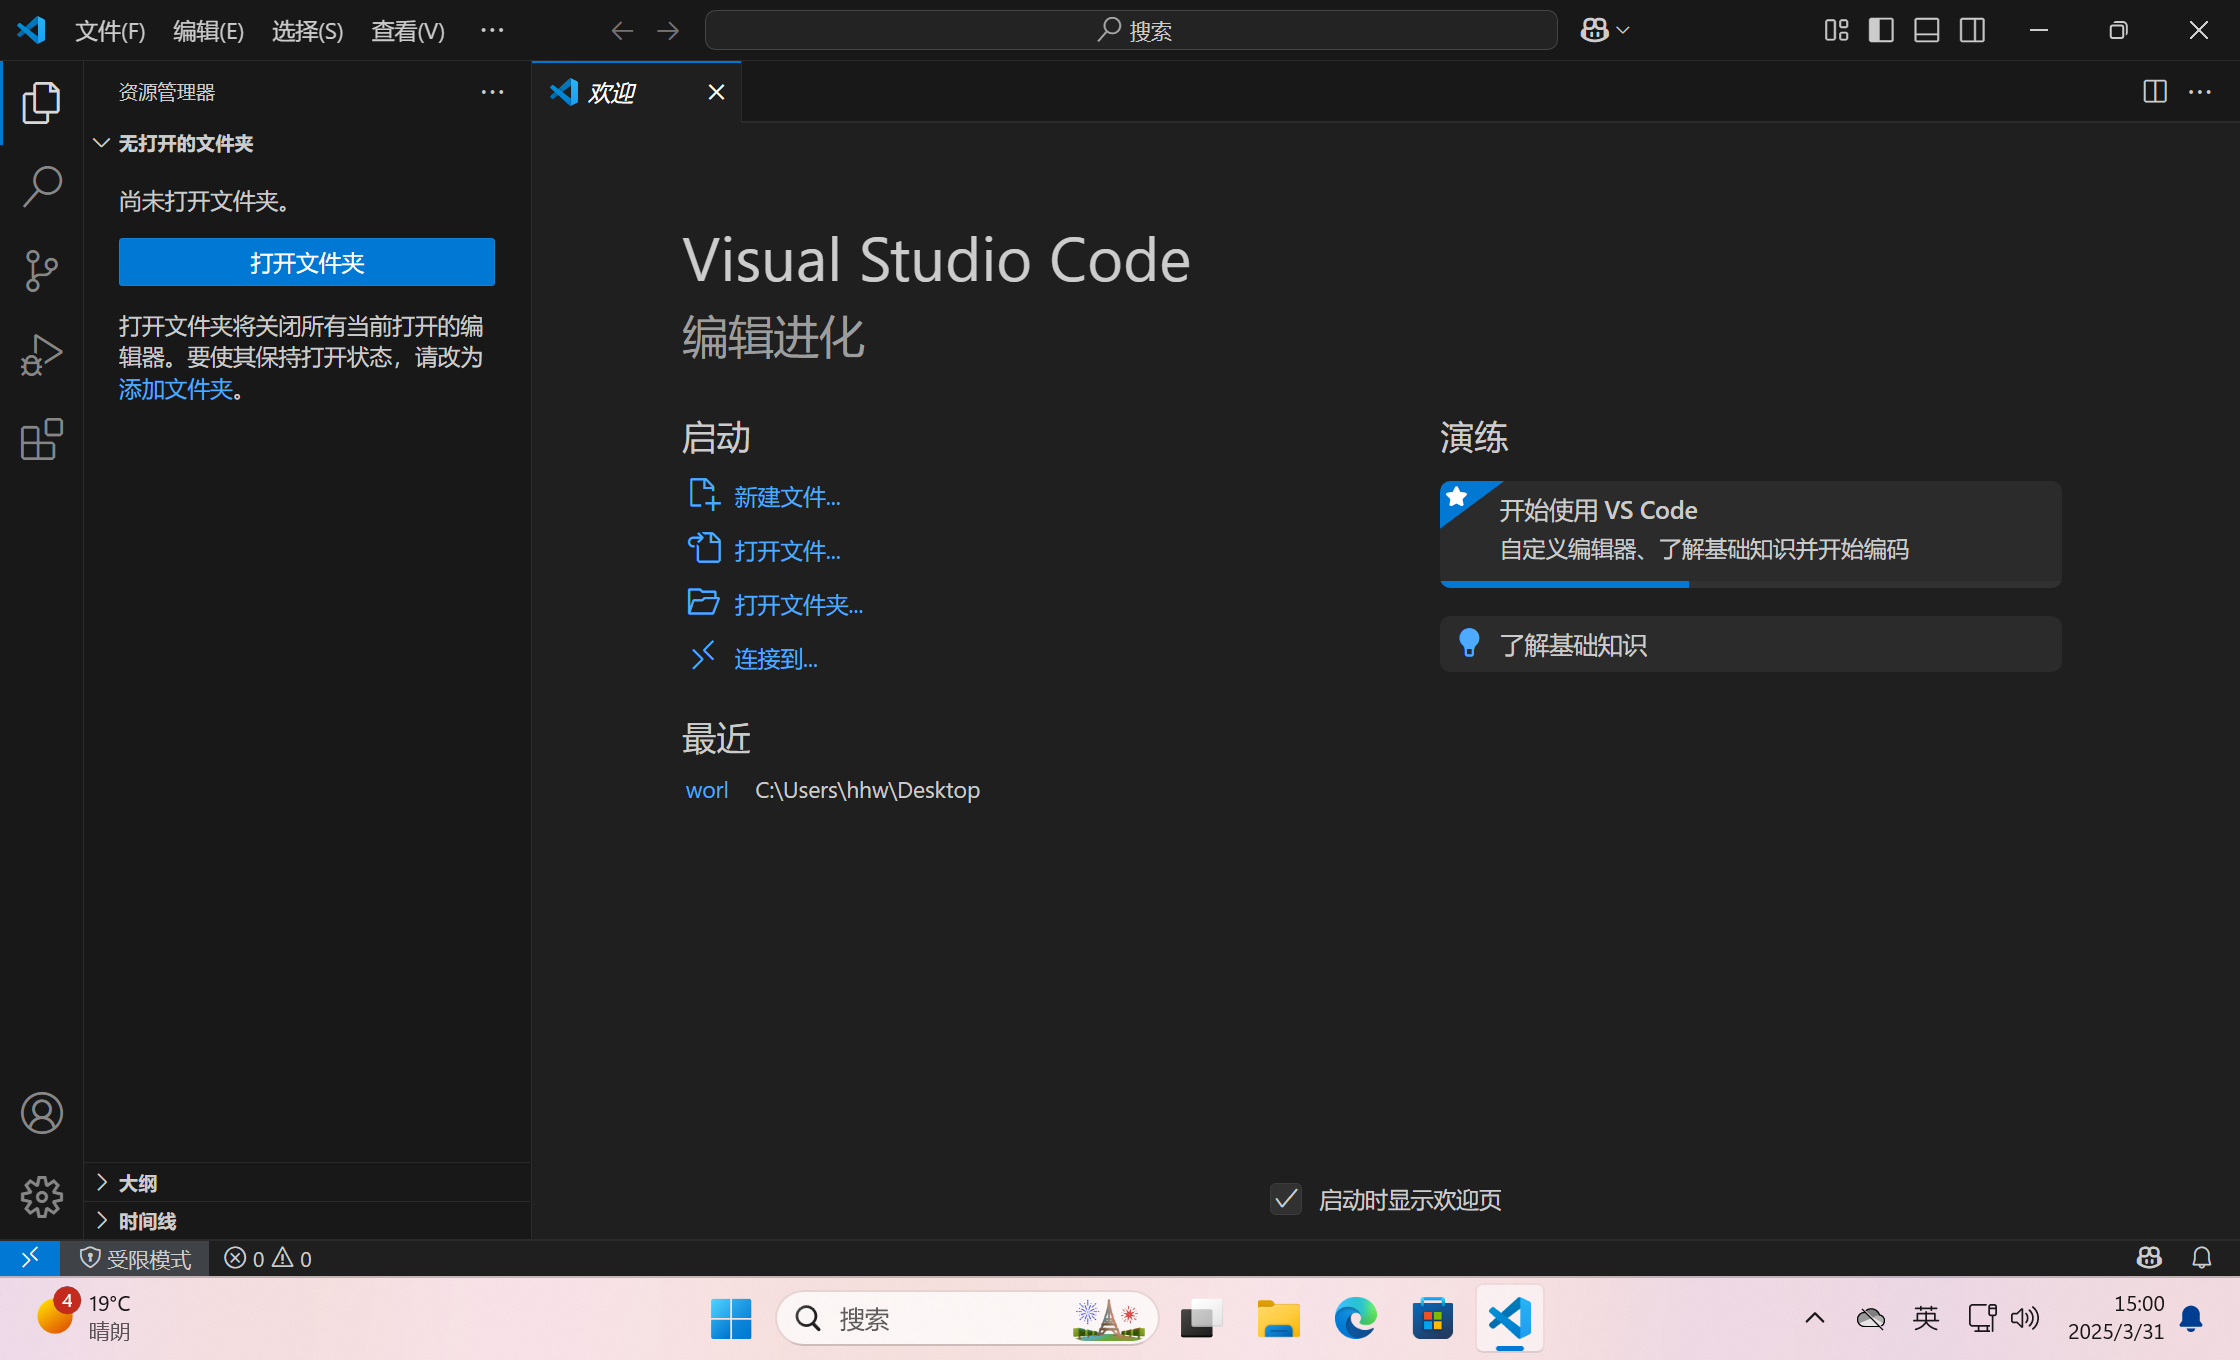 文件(F) 编辑(E) 选择(S) 查看(V) ··· 搜索
资源管理器 ···
欢迎
无打开的文件夹
尚未打开文件夹。
打开文件夹
打开文件夹将关闭所有当前打开的编
辑器。要使其保持打开状态，请改为
添加文件夹。
大纲
时间线
Visual Studio Code
编辑进化
启动
新建文件...
打开文件...
打开文件夹...
连接到...
最近
worl C:\Users\hhw\Desktop
演练
开始使用 VS Code
自定义编辑器、了解基础知识并开始编码
了解基础知识
启动时显示欢迎页
受限模式 0 0
4
19°C
晴朗
搜索
英
15:00
2025/3/31